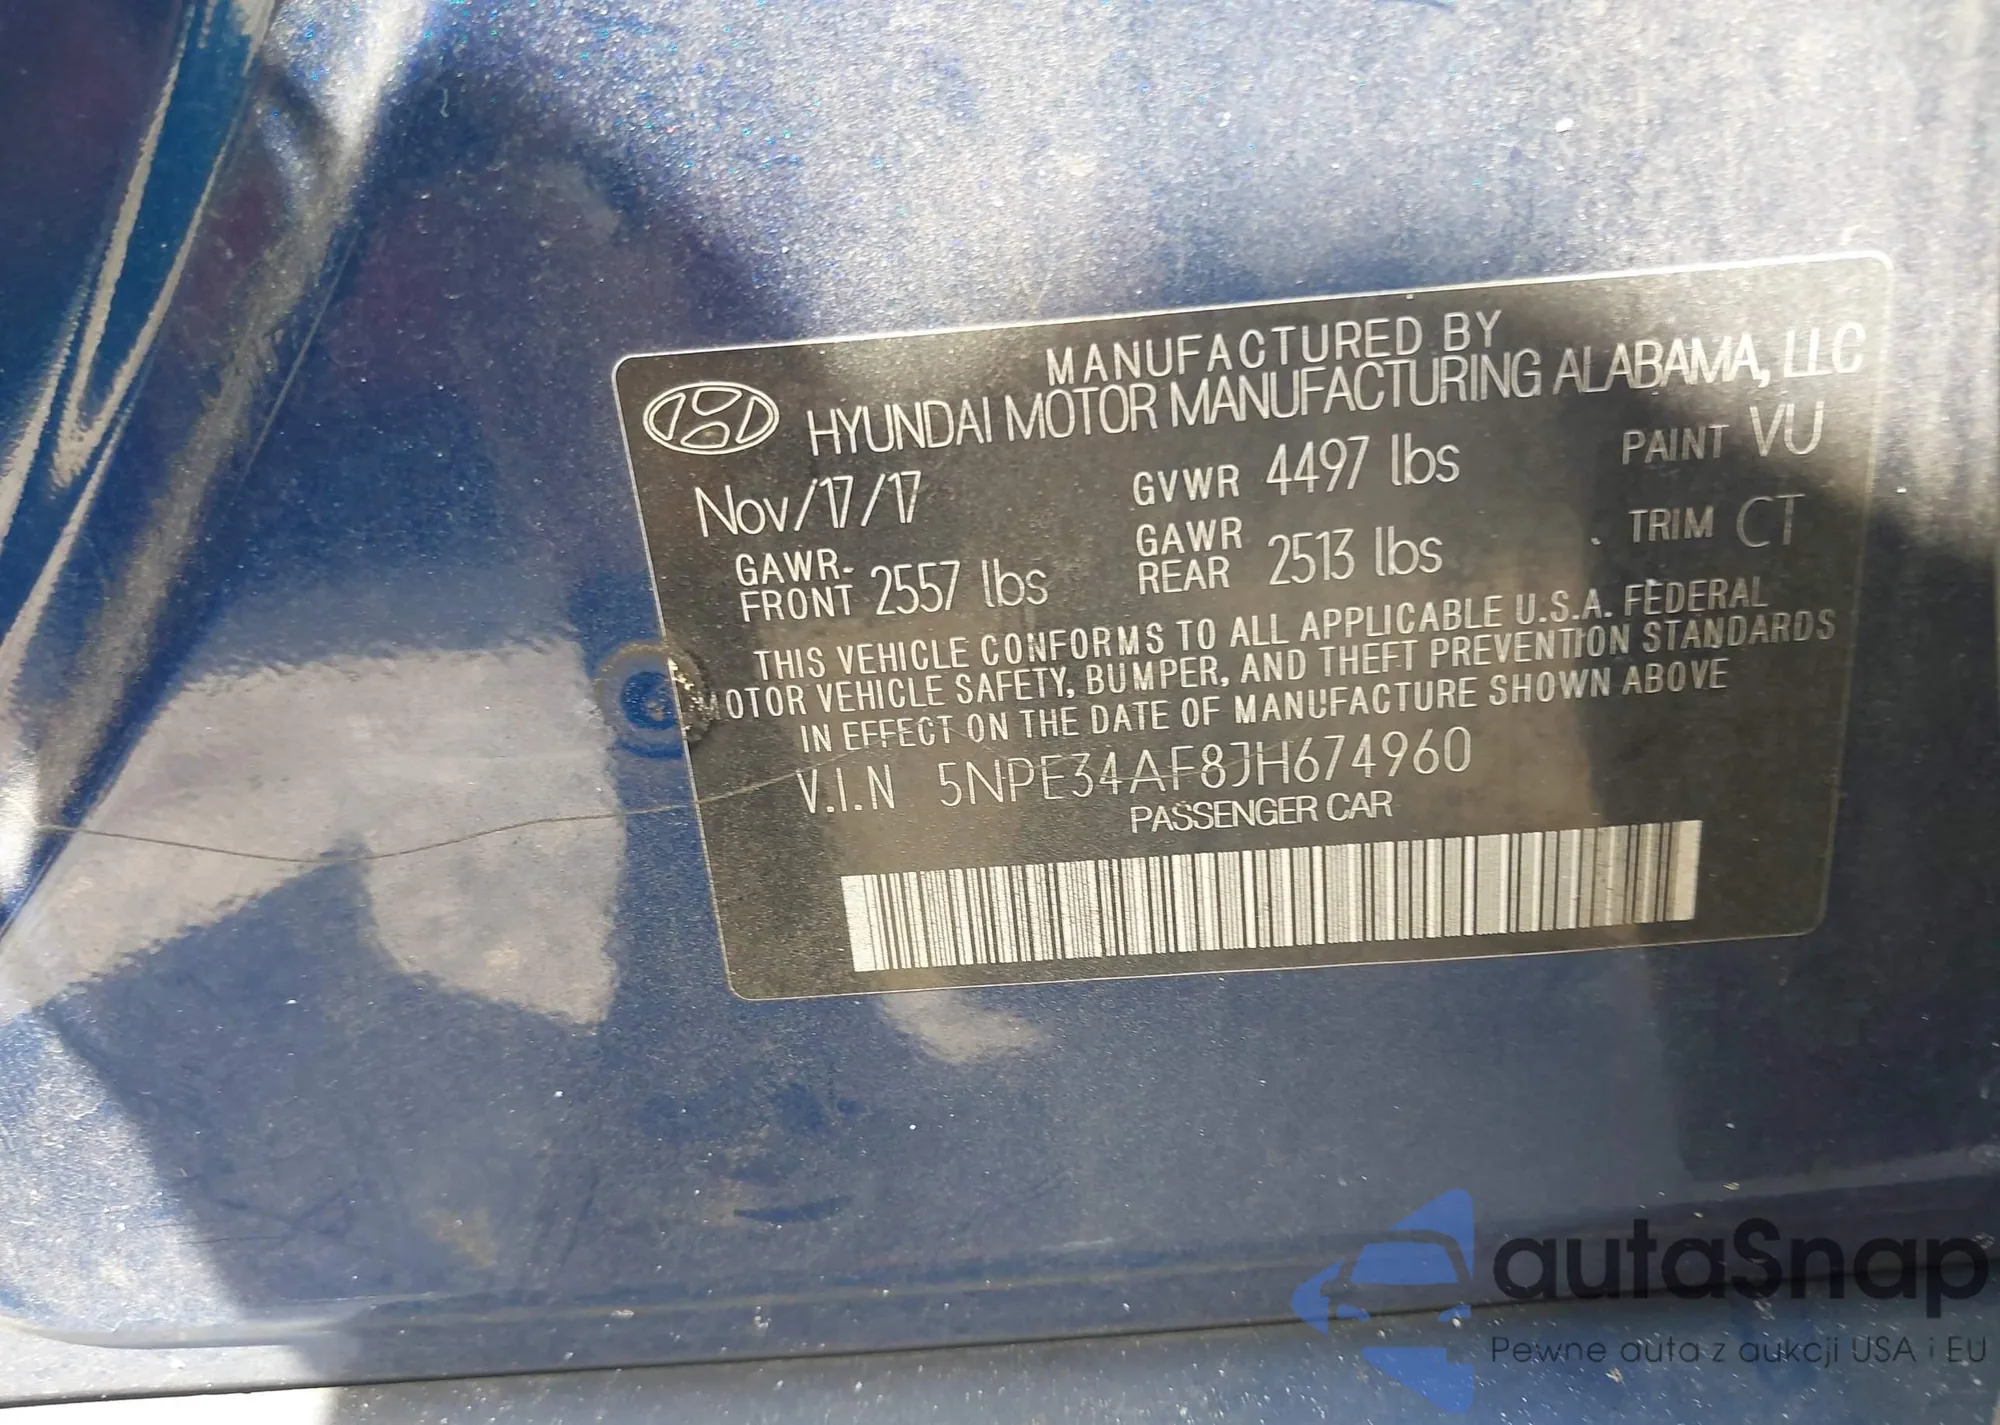 MANUFACTURED BY
HYUNDAI MOTOR MANUFACTURING ALABAMA, LLC
Nov/17/17 GVWR 4497 lbs PAINT VU
GAWR-FRONT 2557 lbs GAWR REAR 2513 lbs TRIM CT
THIS VEHICLE CONFORMS TO ALL APPLICABLE U.S.A. FEDERAL
MOTOR VEHICLE SAFETY, BUMPER, AND THEFT PREVENTION STANDARDS
IN EFFECT ON THE DATE OF MANUFACTURE SHOWN ABOVE
V.I.N 5NPE34AF8JH674960
PASSENGER CAR
autaSnap
Pewne auta z aukcji USA i EU